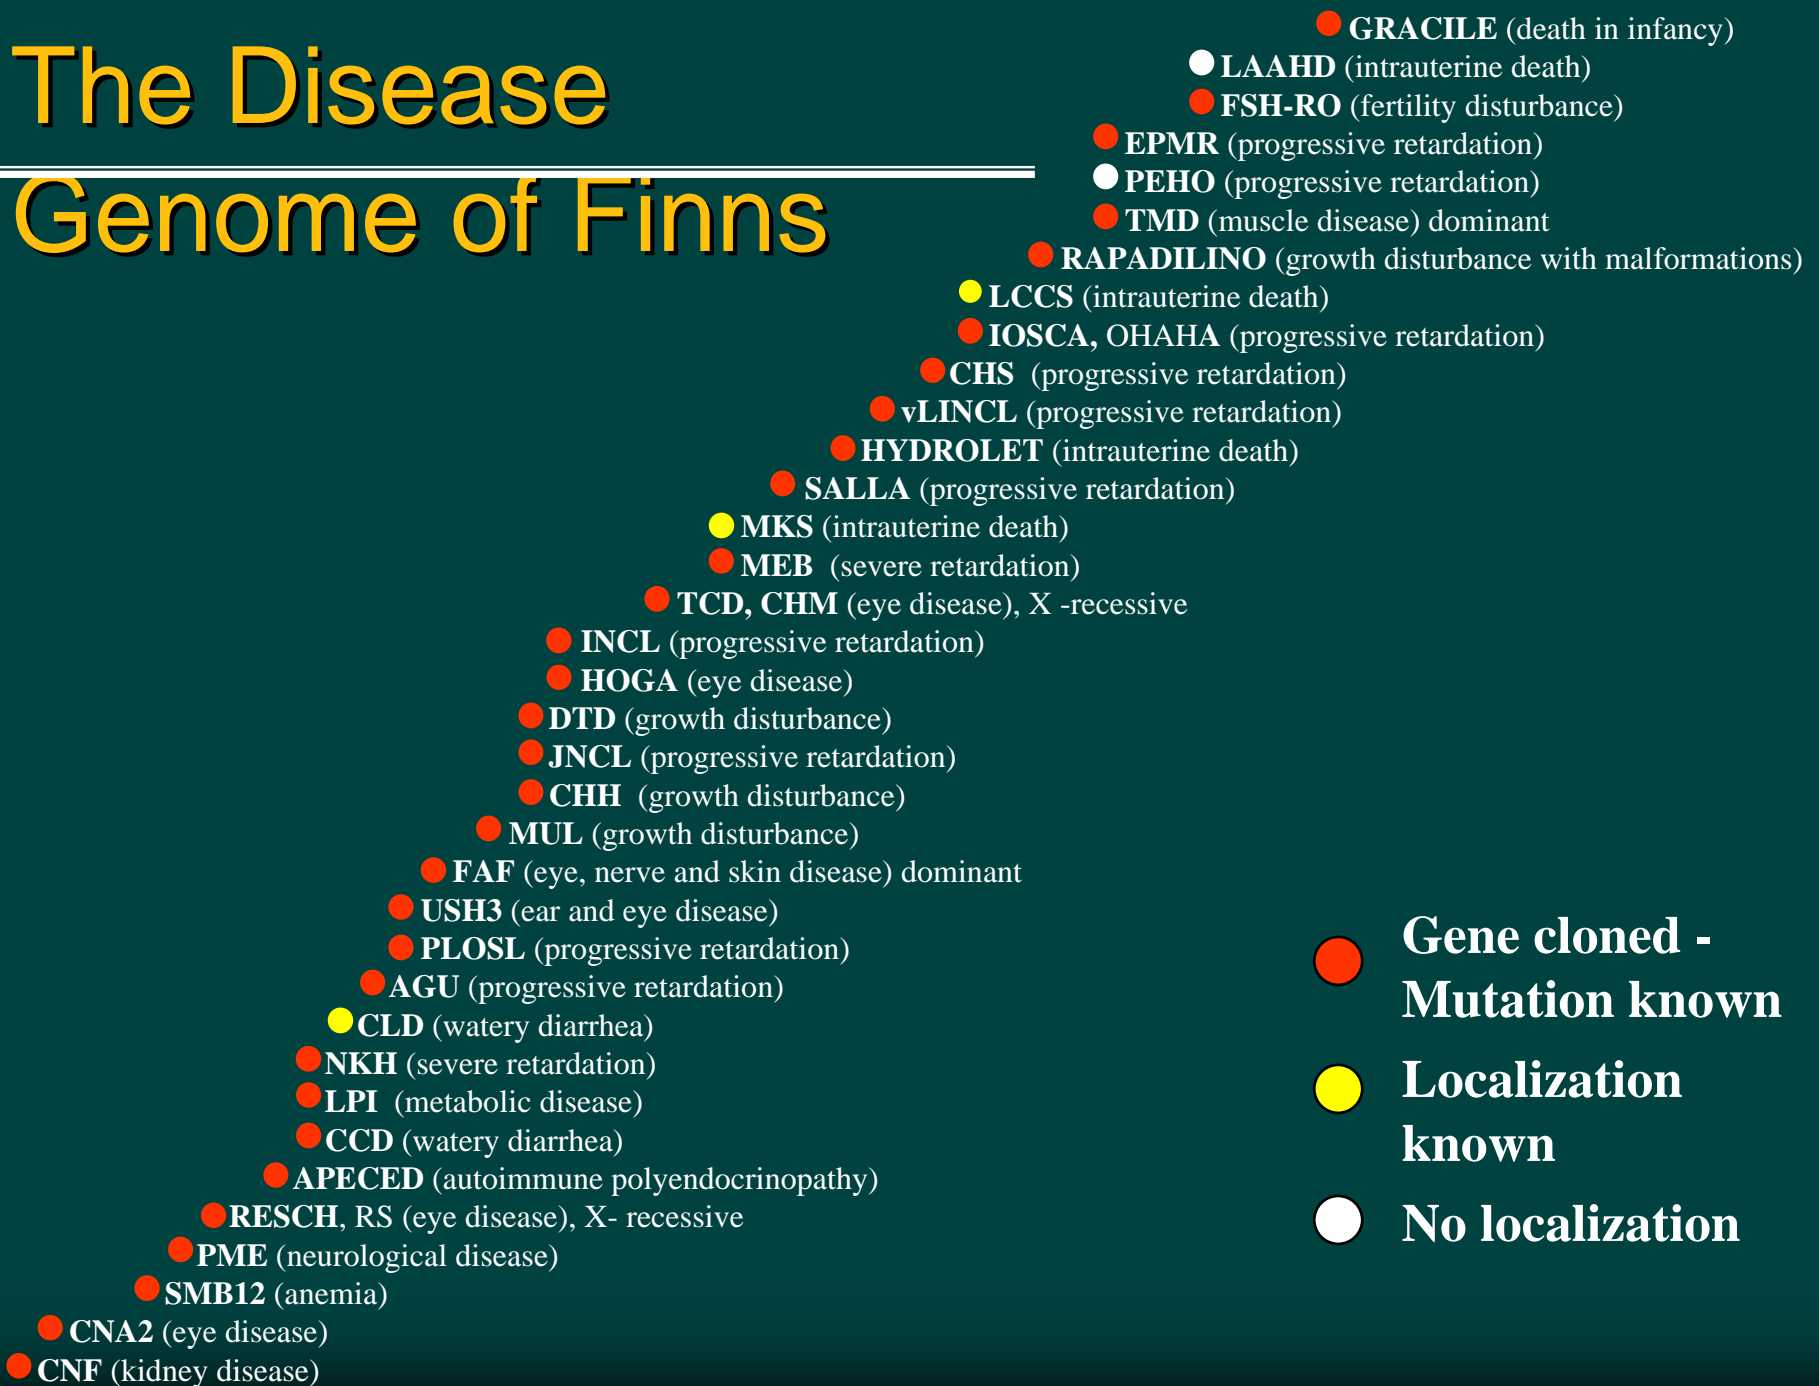 The Disease
Genome of Finns
GRACILE (death in infancy)
LAAHD (intrauterine death)
FSH-RO (fertility disturbance)
EPMR (progressive retardation)
PEHO (progressive retardation)
TMD (muscle disease) dominant
RAPADILINO (growth disturbance with malformations)
LCCS (intrauterine death)
IOSCA, OHAHA (progressive retardation)
CHS (progressive retardation)
vLINCL (progressive retardation)
HYDROLET (intrauterine death)
SALLA (progressive retardation)
MKS (intrauterine death)
MEB (severe retardation)
TCD, CHM (eye disease), X -recessive
INCL (progressive retardation)
HOGA (eye disease)
DTD (growth disturbance)
JNCL (progressive retardation)
CHH (growth disturbance)
MUL (growth disturbance)
FAF (eye, nerve and skin disease) dominant
USH3 (ear and eye disease)
PLOSL (progressive retardation)
AGU (progressive retardation)
CLD (watery diarrhea)
NKH (severe retardation)
LPI (metabolic disease)
CCD (watery diarrhea)
APECED (autoimmune polyendocrinopathy)
RESCH, RS (eye disease), X- recessive
PME (neurological disease)
SMB12 (anemia)
CNA2 (eye disease)
CNF (kidney disease)
Gene cloned -
Mutation known
Localization
known
No localization